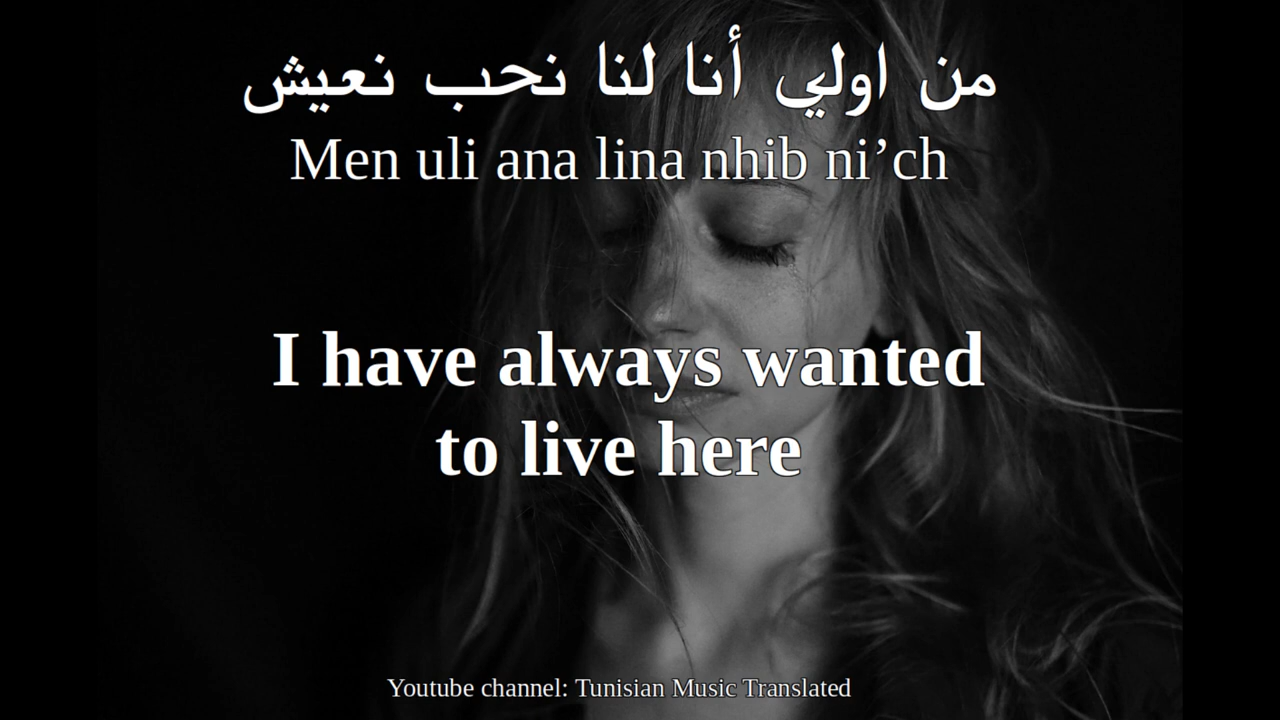 من اولي أنا لنا نحب نعيش
Men uli ana lina nhib ni’ch
I have always wanted
to live here
Youtube channel: Tunisian Music Translated